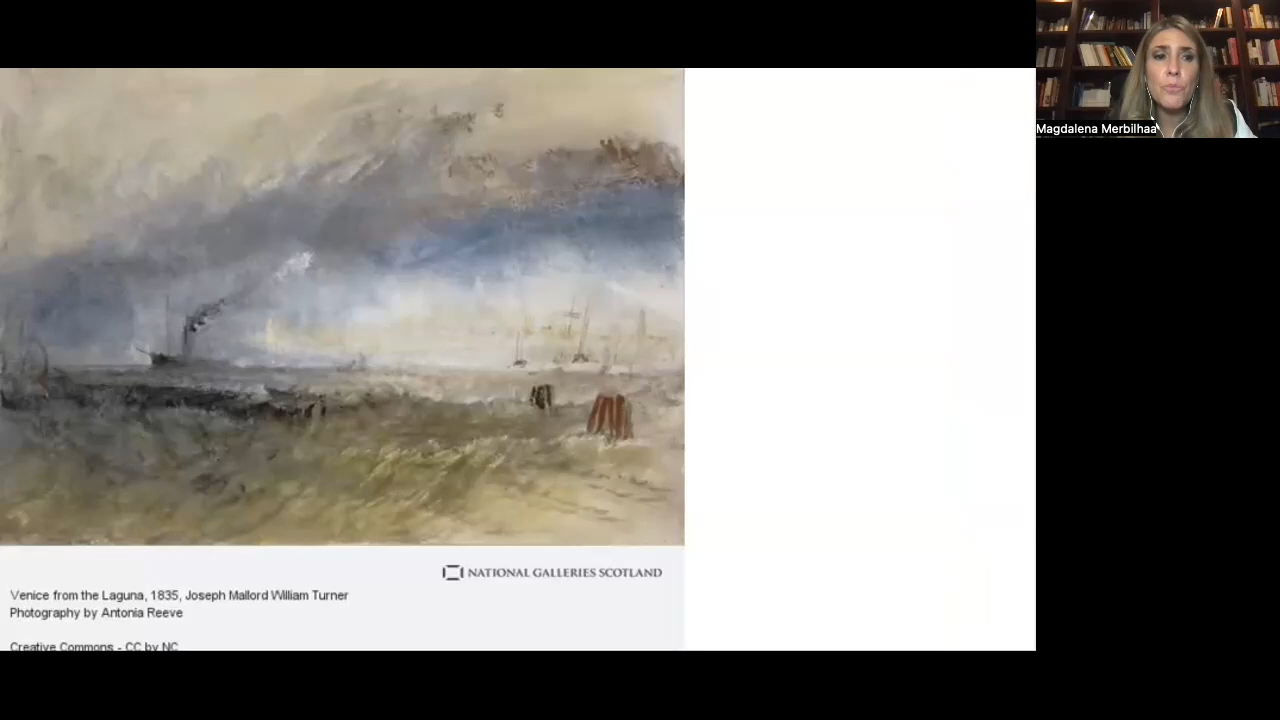 Magdalena Merbilhaa
NATIONAL GALLERIES SCOTLAND
Venice from the Laguna, 1835, Joseph Mallord William Turner
Photography by Antonia Reeve
Creative Commons - CC by NC